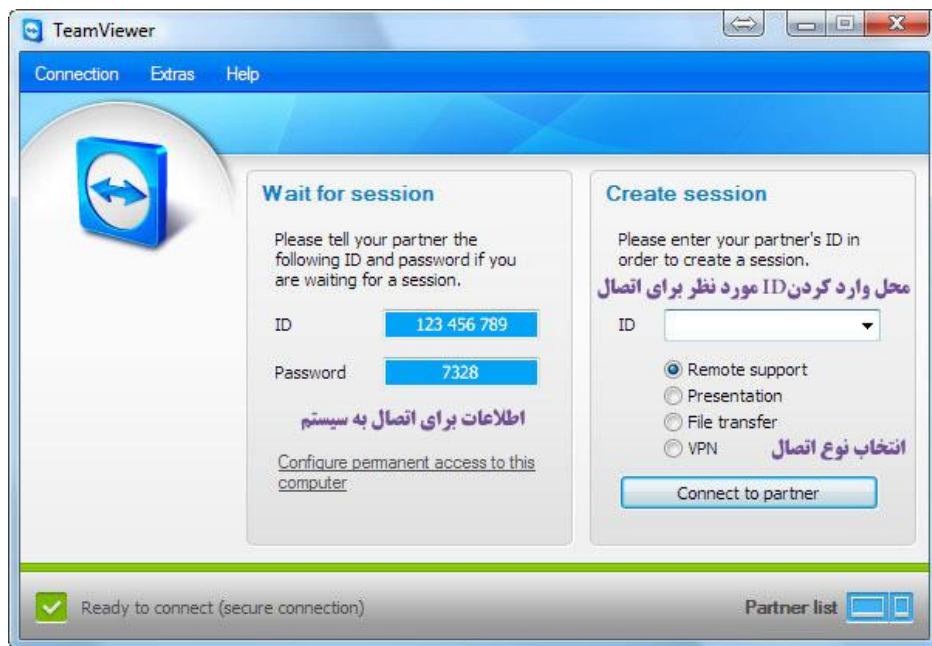 TeamViewer
Connection Extras Help
Wait for session
Please tell your partner the
following ID and password if you
are waiting for a session.
ID 123 456 789
Password 7328
اطلاعات برای اتصال به سیستم
Configure permanent access to this
computer
Create session
Please enter your partner's ID in
order to create a session.
محل وارد کردن ID مورد نظر برای اتصال
ID
Remote support
Presentation
File transfer
VPN انتخاب نوع اتصال
Connect to partner
Ready to connect (secure connection)
Partner list